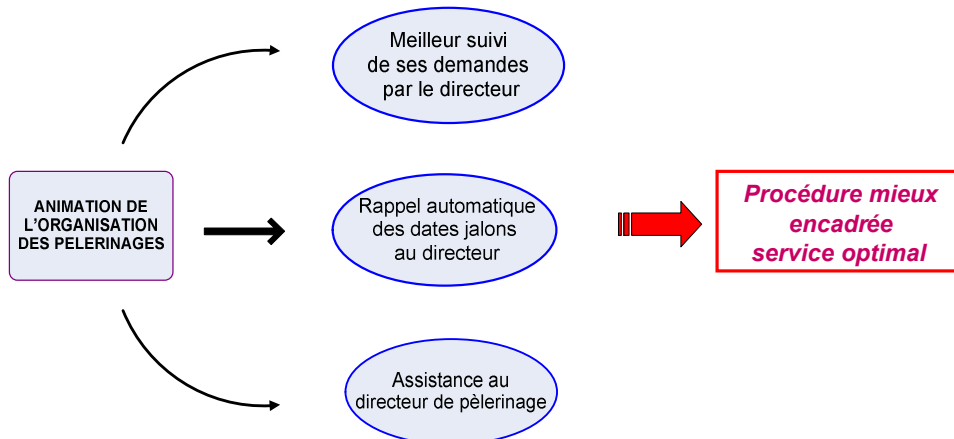 Meilleur suivi
de ses demandes
par le directeur
ANIMATION DE
L'ORGANISATION
DES PELERINAGES
Rappel automatique
des dates jalons
au directeur
Procédure mieux
encadrée
service optimal
Assistance au
directeur de pèlerinage